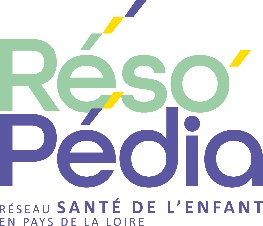 Réso'
Pédia
RÉSEAU SANTÉ DE L'ENFANT
EN PAYS DE LA LOIRE